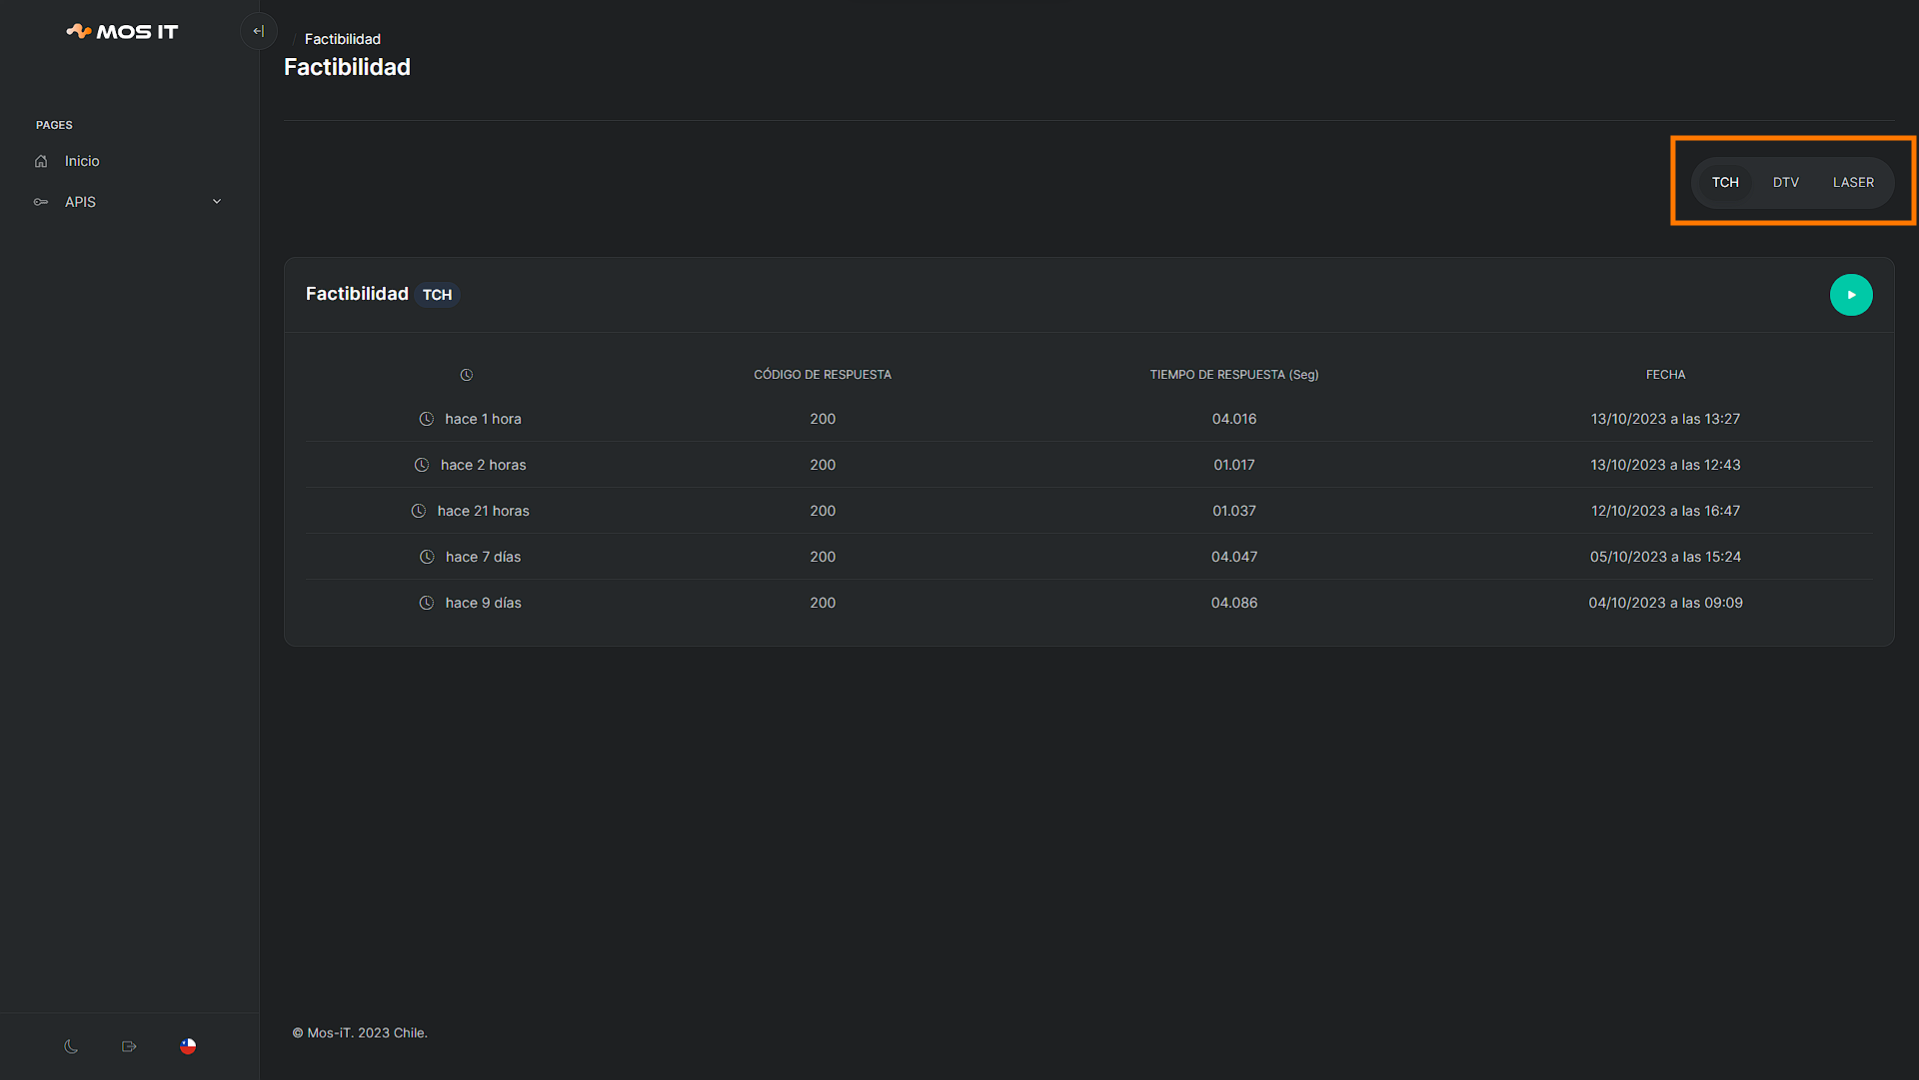 MOS IT
/ Factibilidad
Factibilidad
PAGES
Inicio
APIS
TCH DTV LASER
Factibilidad TCH
CÓDIGO DE RESPUESTA TIEMPO DE RESPUESTA (Seg) FECHA
hace 1 hora 200 04.016 13/10/2023 a las 13:27
hace 2 horas 200 01.017 13/10/2023 a las 12:43
hace 21 horas 200 01.037 12/10/2023 a las 16:47
hace 7 días 200 04.047 05/10/2023 a las 15:24
hace 9 días 200 04.086 04/10/2023 a las 09:09
© Mos-iT. 2023 Chile.